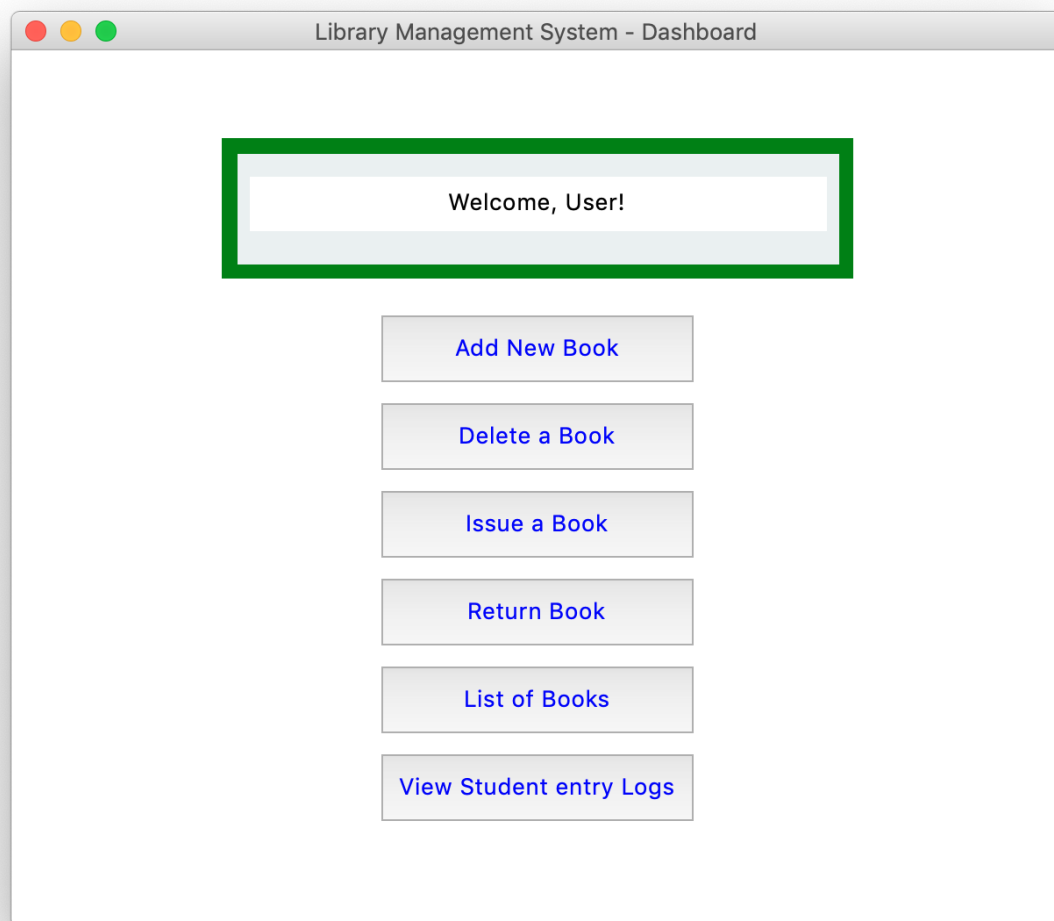 Library Management System - Dashboard
Welcome, User!
Add New Book
Delete a Book
Issue a Book
Return Book
List of Books
View Student entry Logs